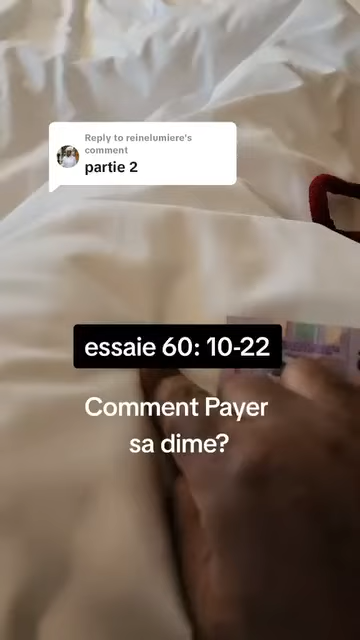 Reply to reinelumiere's
comment
partie 2
essaie 60: 10-22
Comment Payer
sa dime?